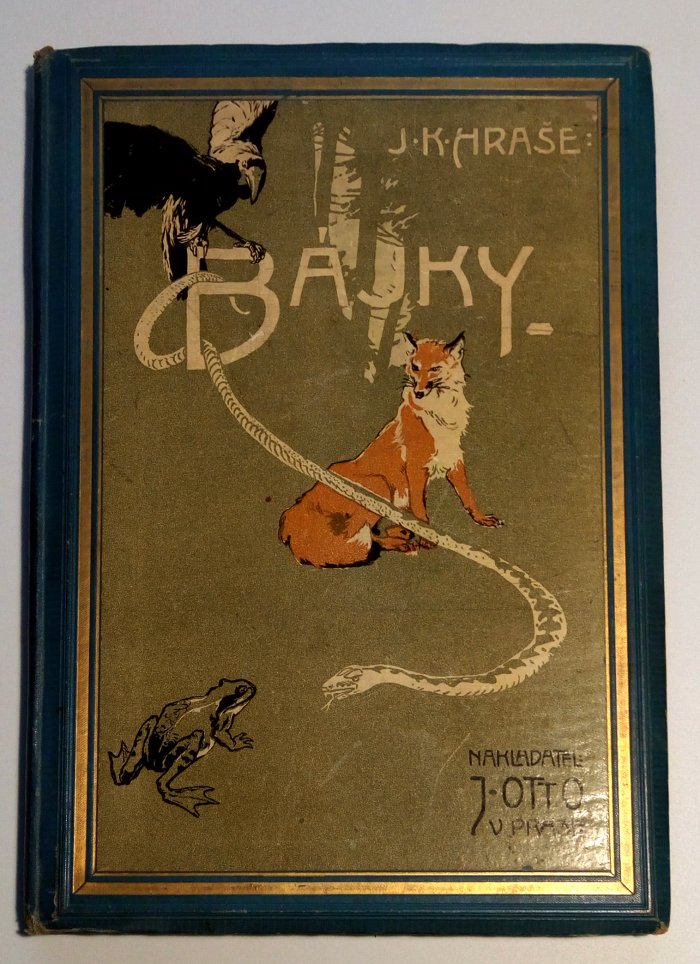 J·K·HRAŠE:
BÁJKY=
NAKLADATEL:
J·OTTO
V PRAZE: